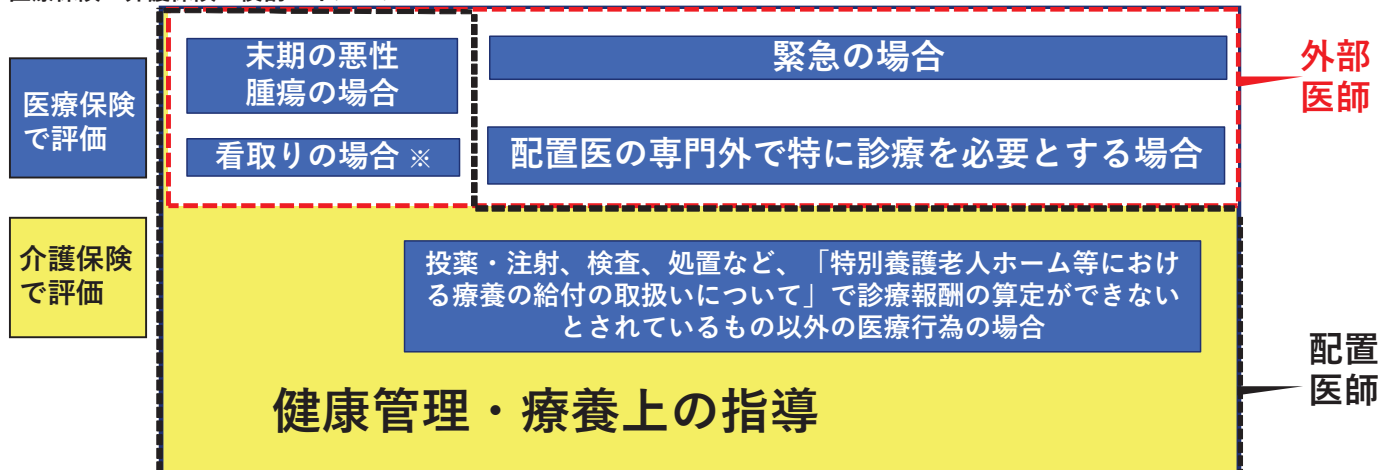 末期の悪性
腫瘍の場合
緊急の場合
外部
医師
医療保険
で評価
看取りの場合 ※
配置医の専門外で特に診療を必要とする場合
介護保険
で評価
投薬・注射、検査、処置など、「特別養護老人ホーム等におけ
る療養の給付の取扱いについて」で診療報酬の算定ができない
とされているもの以外の医療行為の場合
配置
医師
健康管理・療養上の指導